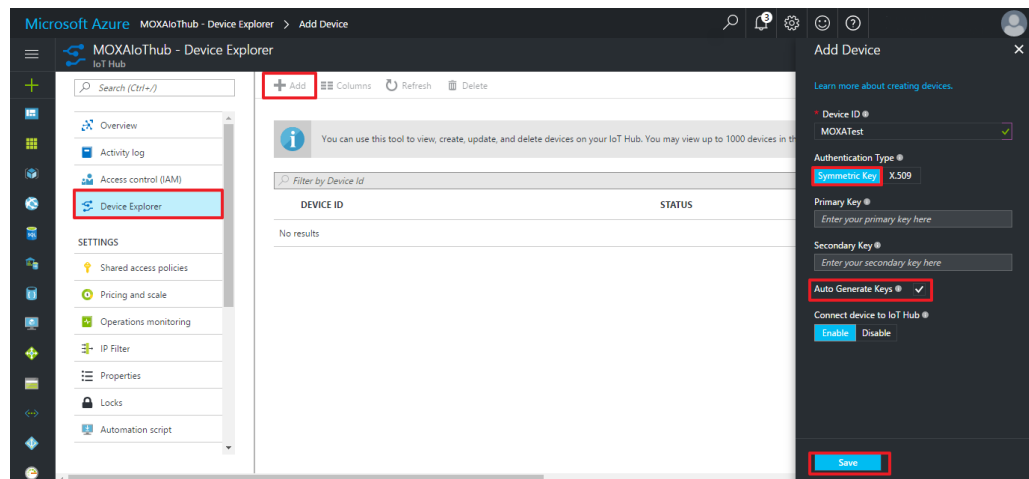 Microsoft Azure MOXAIoThub - Device Explorer > Add Device
3
MOXAIoThub - Device Explorer
IoT Hub
Search (Ctrl+/)
Overview
Activity log
Access control (IAM)
Device Explorer
SETTINGS
Shared access policies
Pricing and scale
Operations monitoring
IP Filter
Properties
Locks
Automation script
Add Columns Refresh Delete
You can use this tool to view, create, update, and delete devices on your IoT Hub. You may view up to 1000 devices in th
Filter by Device Id
DEVICE ID STATUS
No results
Add Device
Learn more about creating devices.
* Device ID
MOXATest
Authentication Type
Symmetric Key X.509
Primary Key
Enter your primary key here
Secondary Key
Enter your secondary key here
Auto Generate Keys
Connect device to IoT Hub
Enable Disable
Save